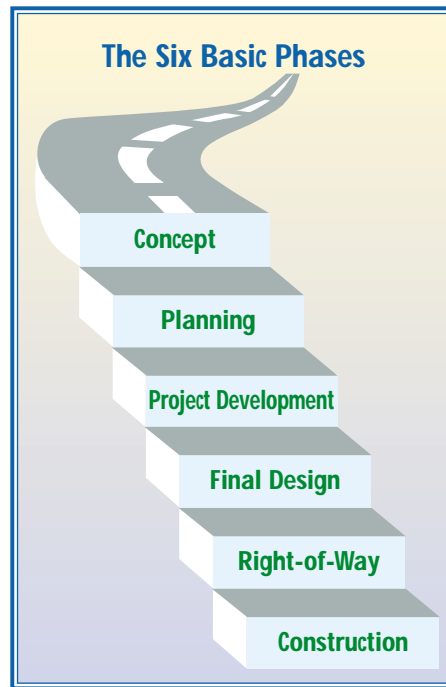 The Six Basic Phases
Concept
Planning
Project Development
Final Design
Right-of-Way
Construction